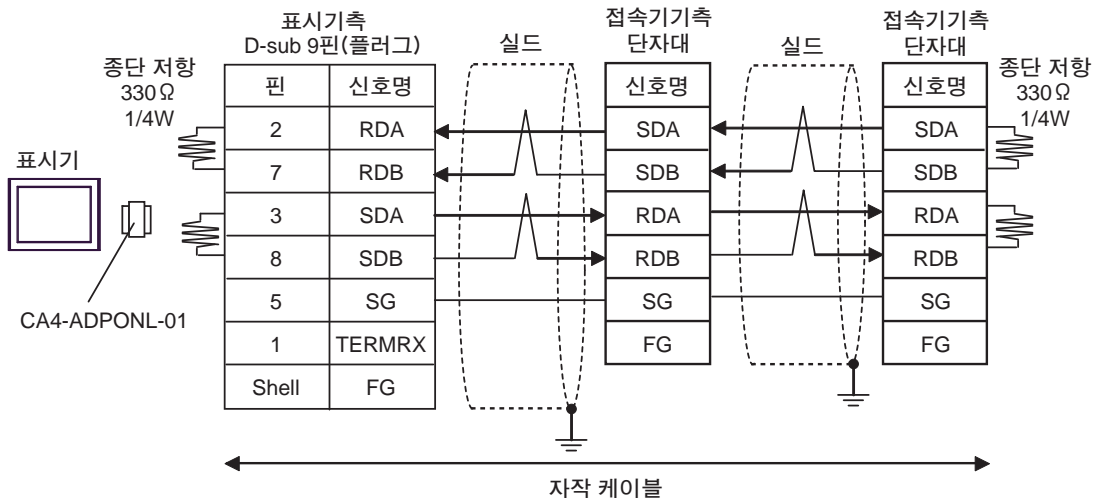 표시기측
D-sub 9핀(플러그)
실드
접속기기측
단자대
실드
접속기기측
단자대
종단 저항
330Ω
1/4W
종단 저항
330Ω
1/4W
핀 신호명 신호명 신호명
2 RDA SDA SDA
7 RDB SDB SDB
3 SDA RDA RDA
8 SDB RDB RDB
5 SG SG SG
1 TERMRX FG FG
Shell FG
표시기
CA4-ADPONL-01
자작 케이블